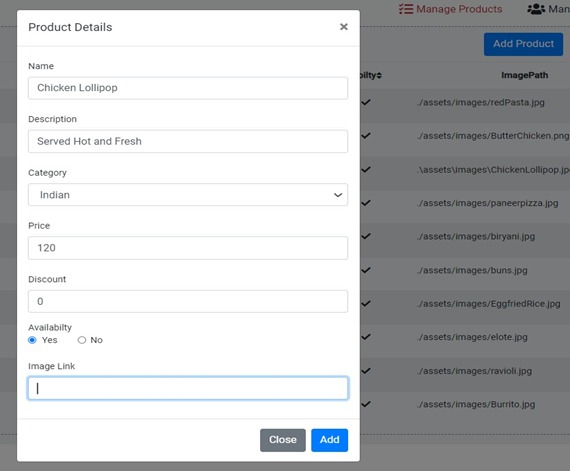 Manage Products
Man
Product Details ×
Add Product
Name
bilty
ImagePath
Chicken Lollipop
./assets/images/redPasta.jpg
Description
Served Hot and Fresh
./assets/images/ButterChicken.png
Category
.\assets\Images\ChickenLollipop.jp
Indian
./assets/images/paneerpizza.jpg
Price
./assets/images/biryani.jpg
120
Discount
./assets/images/buns.jpg
0
./assets/images/EggfriedRice.jpg
Availabilty
Yes No
./assets/images/elote.jpg
Image Link
./assets/images/ravioli.jpg
./assets/images/Burrito.jpg
Close Add